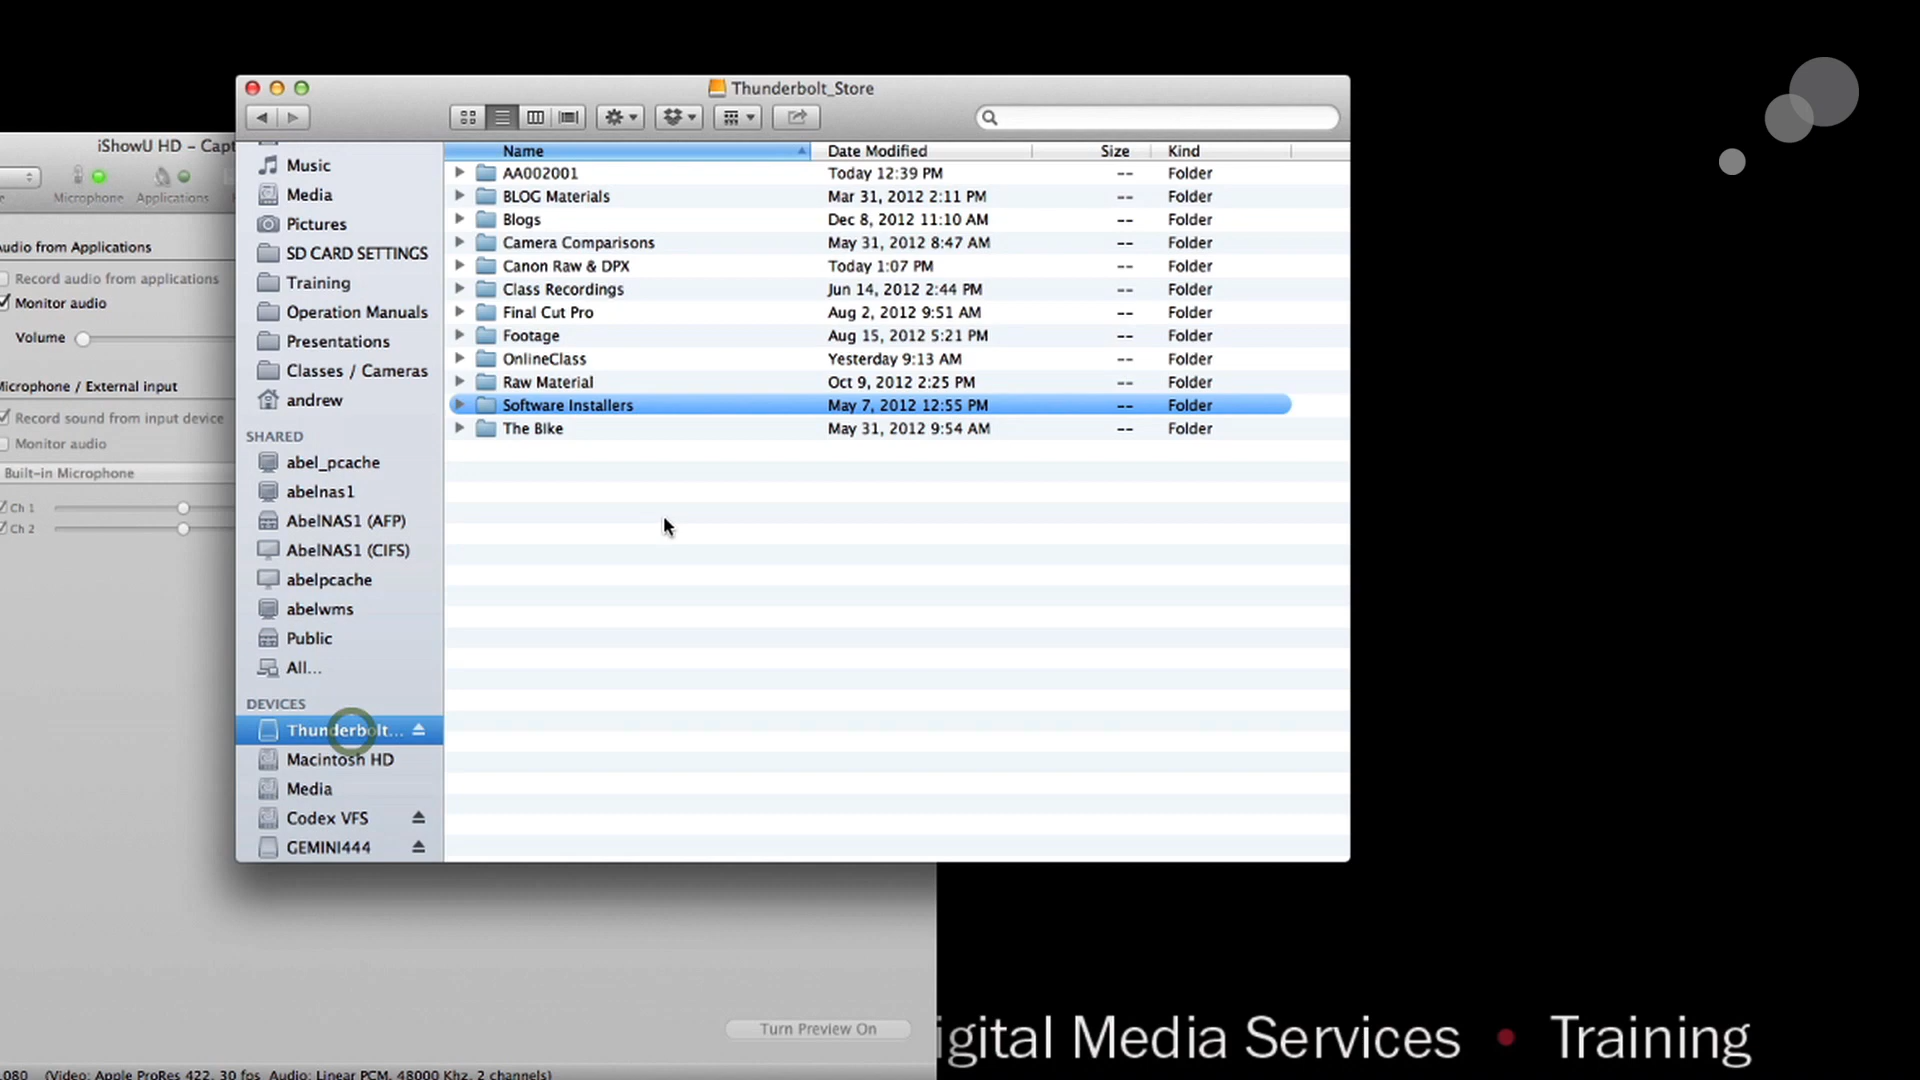 Thunderbolt_Store
iShowU HD - Capt
Microphone Applications
Audio from Applications
Record audio from applications
Monitor audio
Volume
Microphone / External input
Record sound from input device
Monitor audio
Built-in Microphone
Ch 1
Ch 2
Music
Media
Pictures
SD CARD SETTINGS
Training
Operation Manuals
Presentations
Classes / Cameras
andrew
SHARED
abel_pcache
abelnas1
AbelNAS1 (AFP)
AbelNAS1 (CIFS)
abelpcache
abelwms
Public
All...
DEVICES
Thunderbolt...
Macintosh HD
Media
Codex VFS
GEMINI444
Name Date Modified Size Kind
AA002001 Today 12:39 PM -- Folder
BLOG Materials Mar 31, 2012 2:11 PM -- Folder
Blogs Dec 8, 2012 11:10 AM -- Folder
Camera Comparisons May 31, 2012 8:47 AM -- Folder
Canon Raw & DPX Today 1:07 PM -- Folder
Class Recordings Jun 14, 2012 2:44 PM -- Folder
Final Cut Pro Aug 2, 2012 9:51 AM -- Folder
Footage Aug 15, 2012 5:21 PM -- Folder
OnlineClass Yesterday 9:13 AM -- Folder
Raw Material Oct 9, 2012 2:25 PM -- Folder
Software Installers May 7, 2012 12:55 PM -- Folder
The BIke May 31, 2012 9:54 AM -- Folder
Turn Preview On
igital Media Services • Training
1080 (Video: Apple ProRes 422, 30 fps Audio: Linear PCM, 48000 Khz, 2 channels)